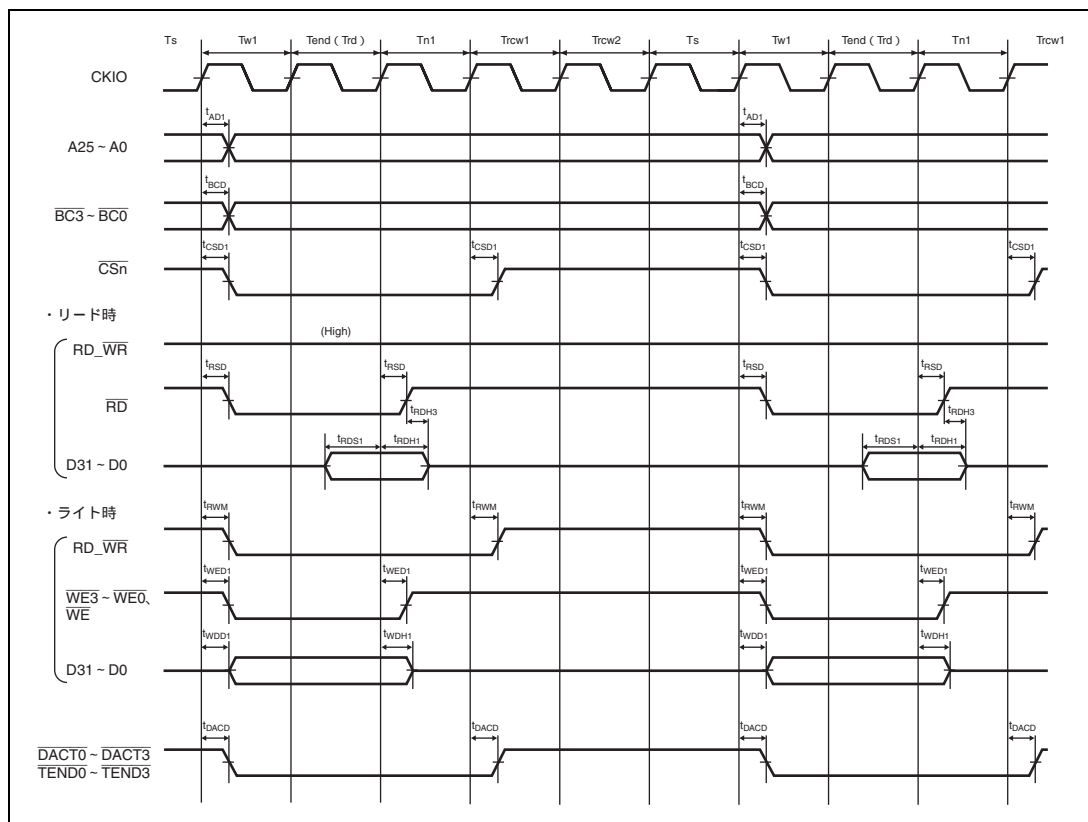 Ts Tw1 Tend ( Trd ) Tn1 Trcw1 Trcw2 Ts Tw1 Tend ( Trd ) Tn1 Trcw1
CKIO
tAD1 tAD1
A25 ~ A0
tBCD tBCD
BC3 ~ BC0
tCSD1 tCSD1 tCSD1 tCSD1
CSn
・リード時
(High)
RD_WR
tRSD tRSD tRSD tRSD
RD
tRDH3 tRDH3
tRDS1 tRDH1 tRDS1 tRDH1
D31 ~ D0
・ライト時
tRWM tRWM tRWM tRWM
RD_WR
tWED1 tWED1 tWED1 tWED1
WE3 ~ WE0、
WE
tWDD1 tWDH1 tWDD1 tWDH1
D31 ~ D0
tDACD tDACD tDACD tDACD
DACT0 ~ DACT3
TEND0 ~ TEND3